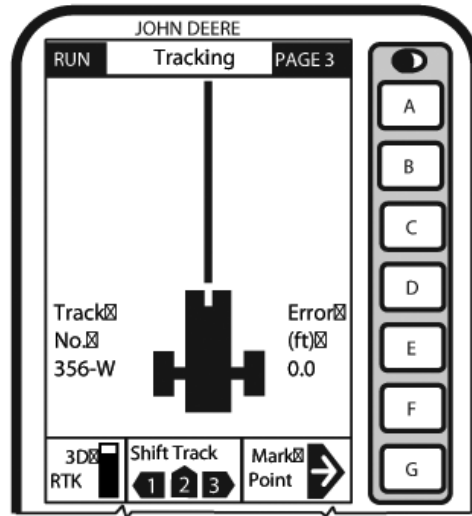 JOHN DEERE
RUN Tracking PAGE 3
Track
No.
356-W
Error
(ft)
0.0
3D
RTK
Shift Track
1 2 3
Mark
Point
A
B
C
D
E
F
G